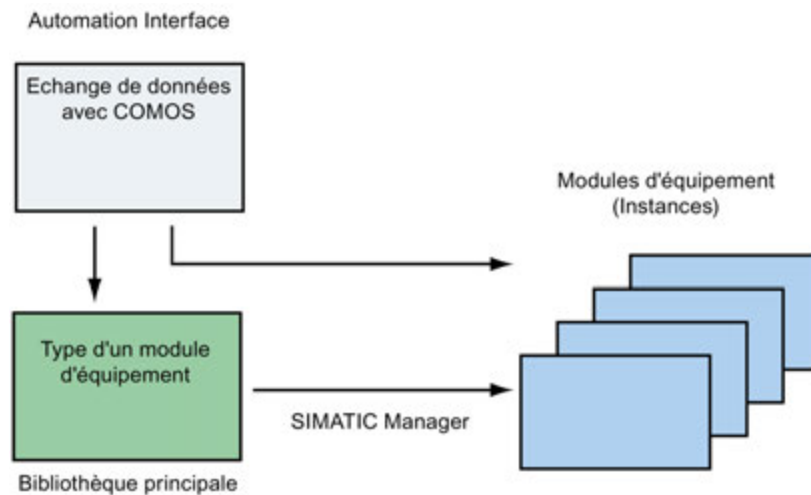 Automation Interface
Echange de données
avec COMOS
Modules d'équipement
(Instances)
Type d'un module
d'équipement
SIMATIC Manager
Bibliothèque principale